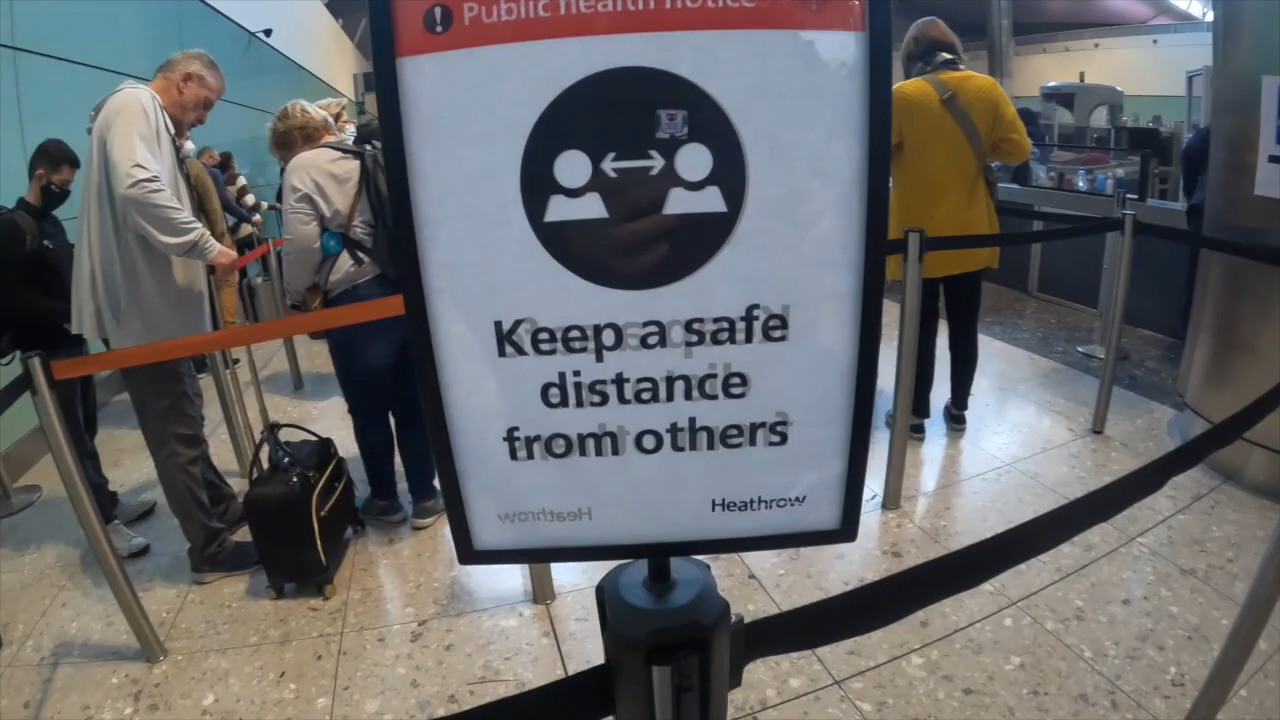 Public health notice
Keep a safe
distance
from others
Heathrow
Heathrow